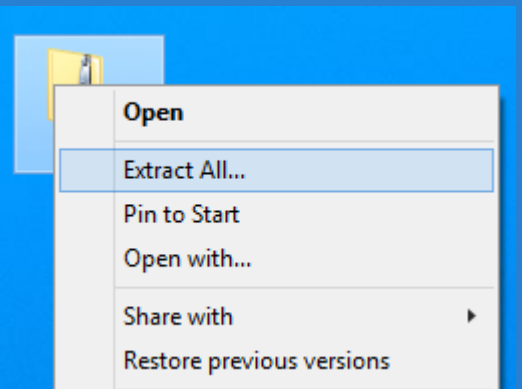 Open
Extract All...
Pin to Start
Open with...
Share with
Restore previous versions